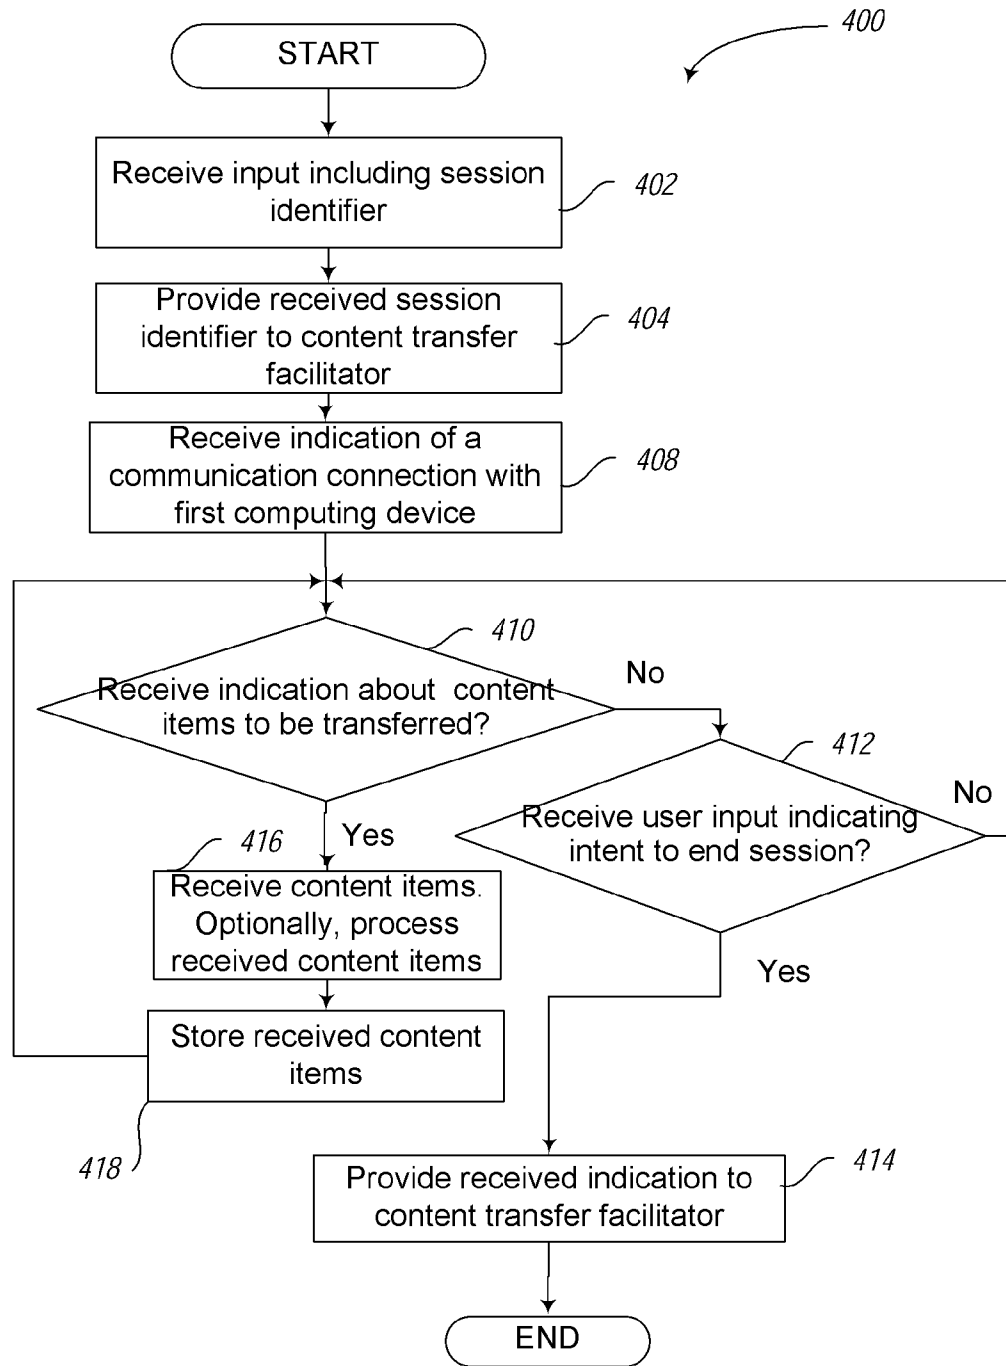 START
400
Receive input including session
identifier
402
Provide received session
identifier to content transfer
facilitator
404
Receive indication of a
communication connection with
first computing device
408
410
Receive indication about content
items to be transferred?
No
412
Receive user input indicating
intent to end session?
No
Yes
416
Receive content items.
Optionally, process
received content items
Yes
Store received content
items
418
Provide received indication to
content transfer facilitator
414
END